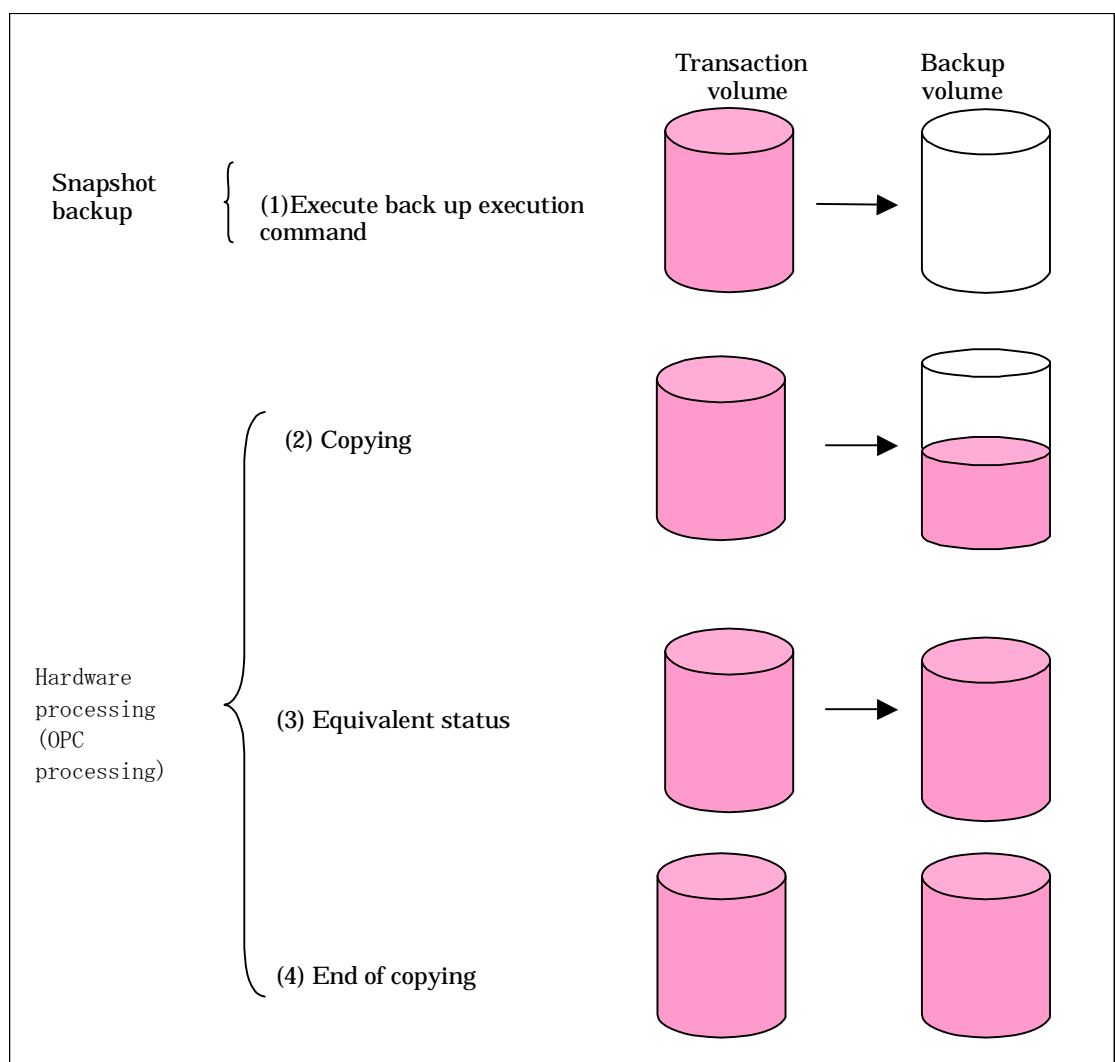 Transaction
volume
Backup
volume
Snapshot
backup
(1)Execute back up execution
command
(2) Copying
Hardware
processing
(OPC
processing)
(3) Equivalent status
(4) End of copying